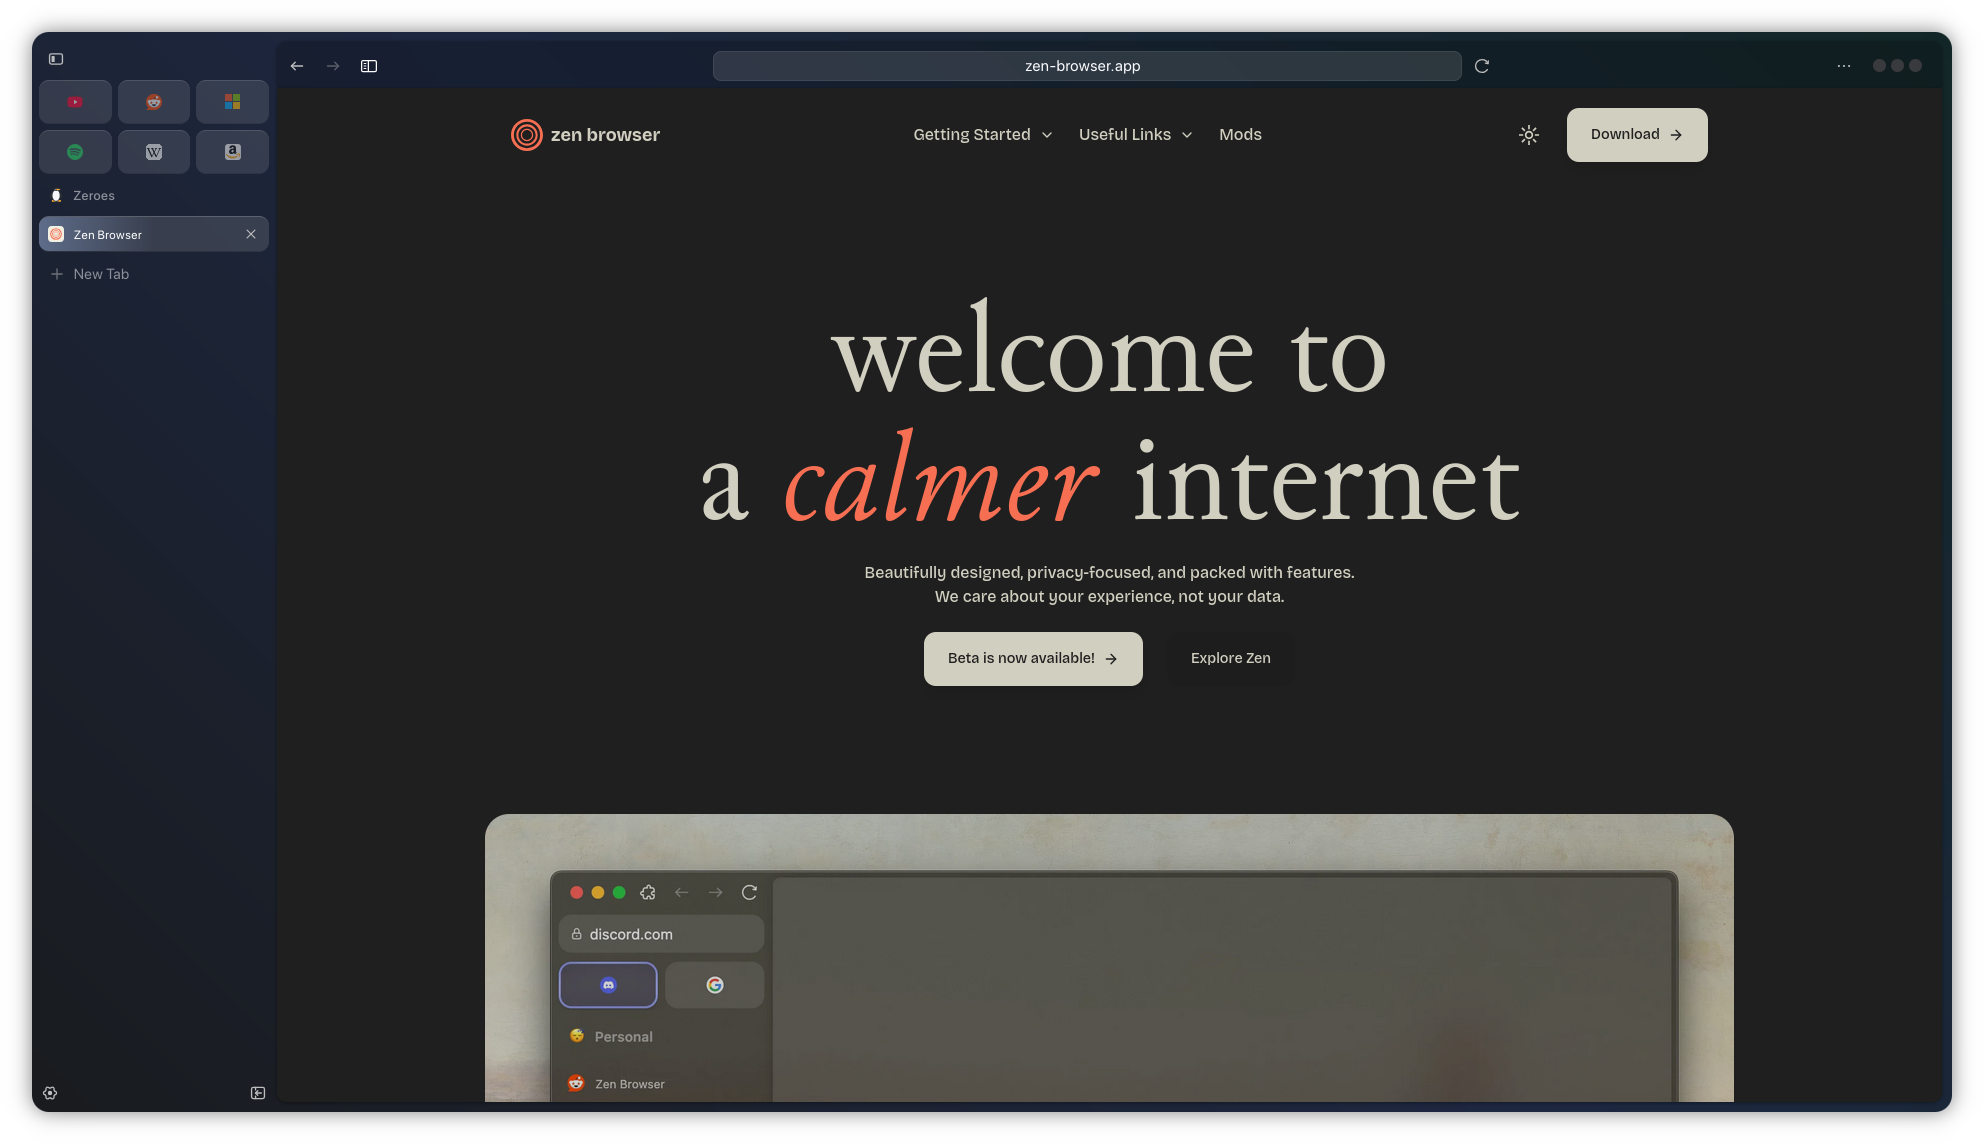 zen-browser.app
Zeroes
Zen Browser
New Tab
zen browser
Getting Started
Useful Links
Mods
Download
welcome to
a calmer internet
Beautifully designed, privacy-focused, and packed with features.
We care about your experience, not your data.
Beta is now available!
Explore Zen
discord.com
Personal
Zen Browser